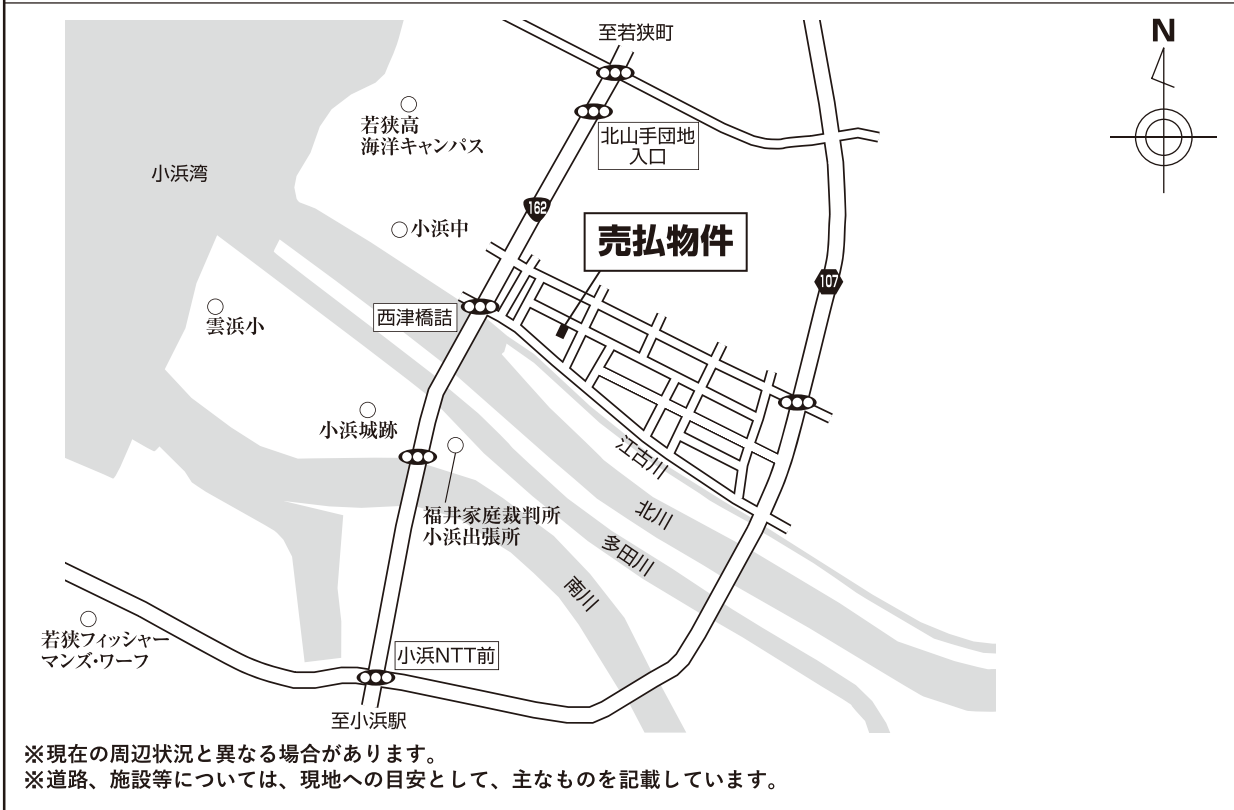 N
至若狭町
若狭高
海洋キャンパス
北山手団地
入口
小浜湾
162
小浜中
売払物件
107
雲浜小
西津橋詰
小浜城跡
江古川
福井家庭裁判所
小浜出張所
北川
多田川
南川
若狭フィッシャー
マンズ・ワーフ
小浜NTT前
至小浜駅
※現在の周辺状況と異なる場合があります。
※道路、施設等については、現地への目安として、主なものを記載しています。